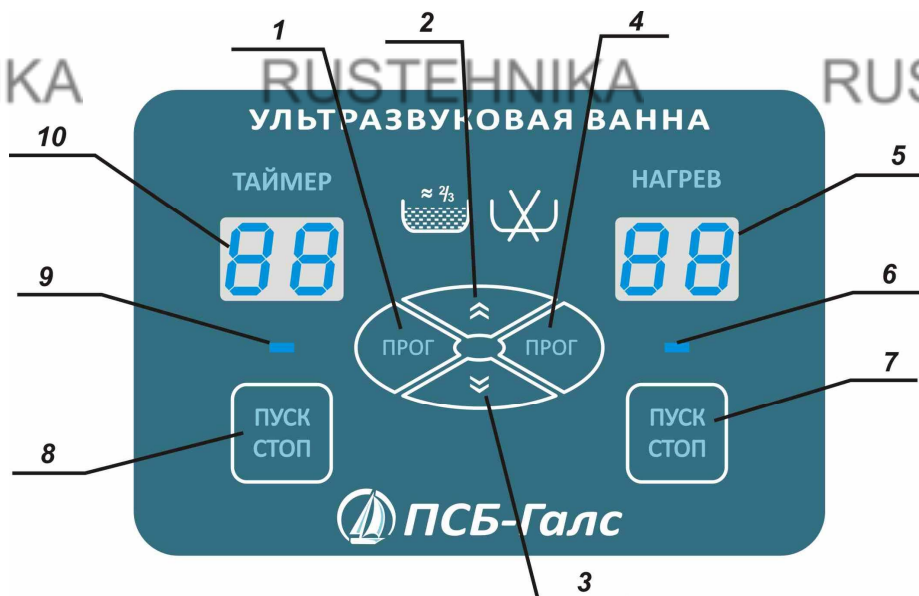 1
2
4
KA RUSTEHNIKA RUS
УЛЬТРАЗВУКОВАЯ ВАННА
10
5
ТАЙМЕР
НАГРЕВ
≈ 2/3
88
88
9
6
ПРОГ
ПРОГ
7
ПУСК
СТОП
ПУСК
СТОП
8
ПСБ-Галс
3